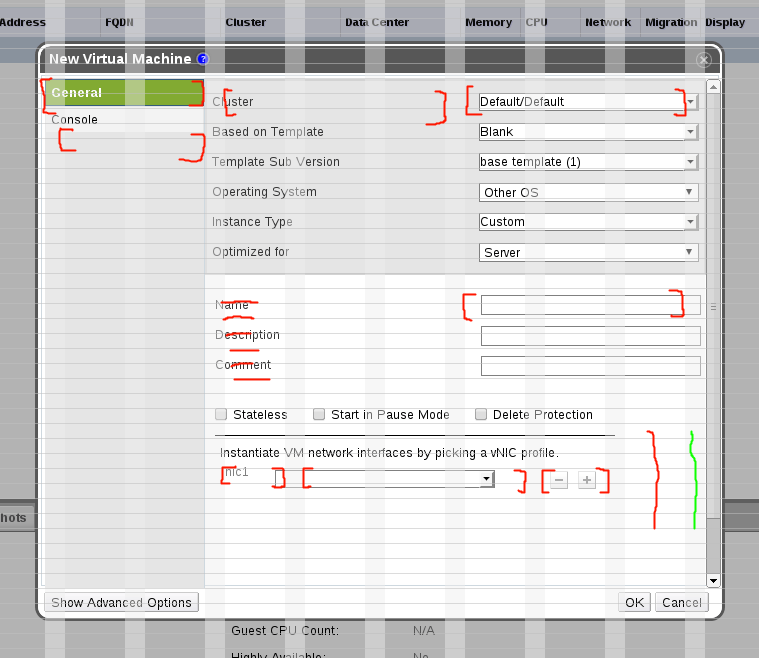 Address FQDN Cluster Data Center Memory CPU Network Migration Display
New Virtual Machine ?
General
Console
Cluster Default/Default
Based on Template Blank
Template Sub Version base template (1)
Operating System Other OS
Instance Type Custom
Optimized for Server
Name
Description
Comment
Stateless Start in Pause Mode Delete Protection
Instantiate VM network interfaces by picking a vNIC profile.
nic1
hots
Show Advanced Options OK Cancel
Guest CPU Count: N/A
Highly Available: No